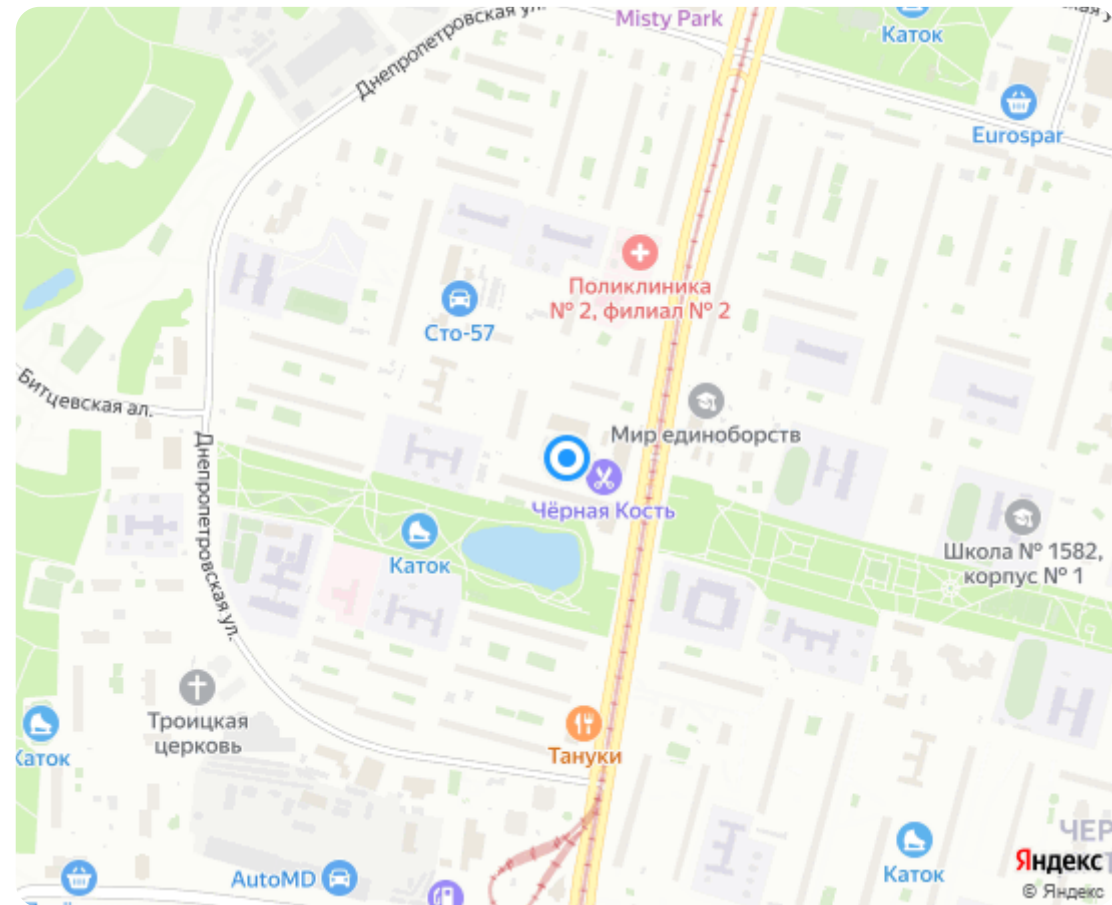 Днепропетровская ул.
Misty Park
Каток
Eurospar
Поликлиника
№ 2, филиал № 2
Сто-57
Битцевская ал.
Мир единоборств
Днепропетровская ул.
Чёрная Кость
Каток
Школа № 1582,
корпус № 1
Троицкая
церковь
Каток
Тануки
ЧЕР
AutoMD
Каток
Яндекс
© Яндекс